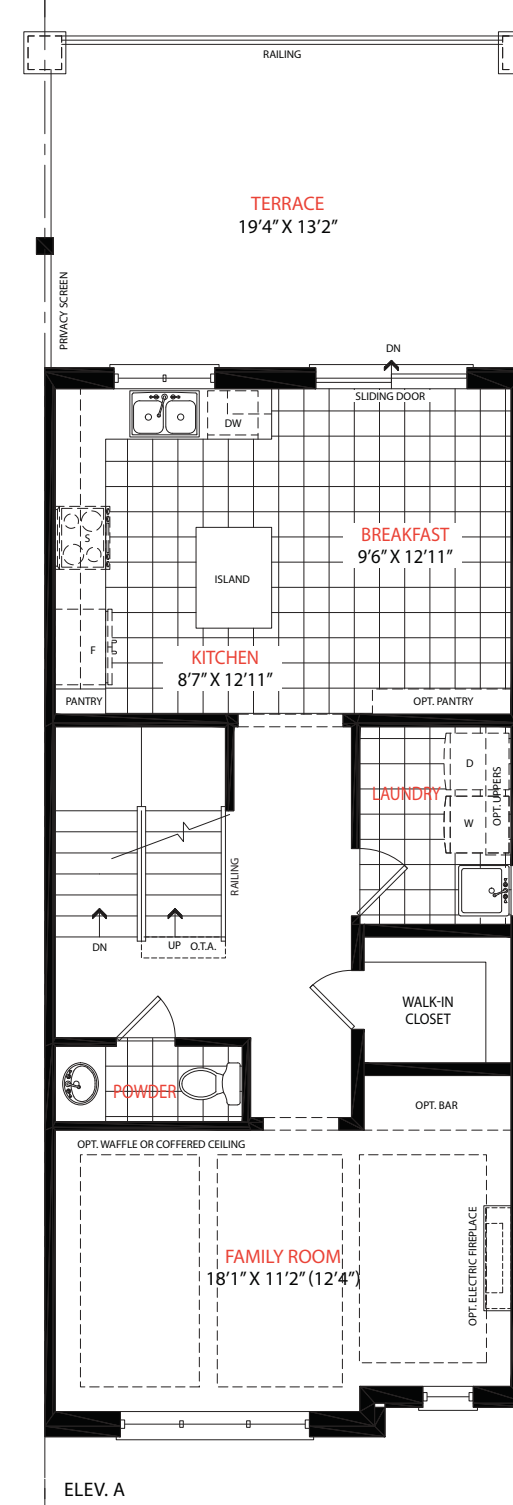 RAILING
TERRACE
19'4" X 13'2"
PRIVACY SCREEN
DN
SLIDING DOOR
DW
S
BREAKFAST
9'6" X 12'11"
ISLAND
F
KITCHEN
8'7" X 12'11"
PANTRY
OPT. PANTRY
D
LAUNDRY
OPT. UPPERS
W
RAILING
DN
UP
O.T.A.
WALK-IN
CLOSET
POWDER
OPT. BAR
OPT. WAFFLE OR COFFERED CEILING
OPT. ELECTRIC FIREPLACE
FAMILY ROOM
18'1" X 11'2" (12'4")
ELEV. A